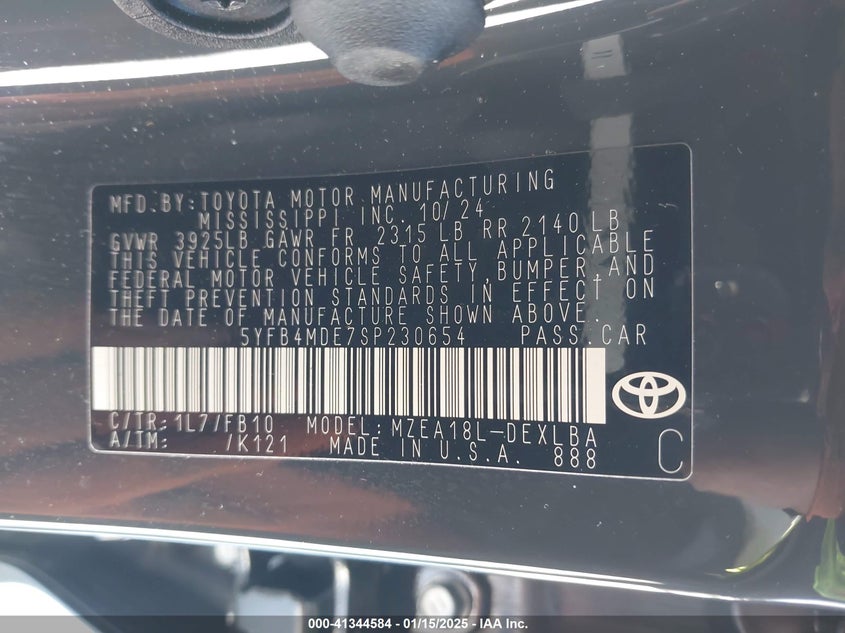 MFD.BY:TOYOTA MOTOR MANUFACTURING
MISSISSIPPI INC. 10/24
GVWR 3925LB GAWR FR 2315 LB RR 2140 LB
THIS VEHICLE CONFORMS TO ALL APPLICABLE
FEDERAL MOTOR VEHICLE SAFETY,BUMPER,AND
THEFT PREVENTION STANDARDS IN EFFECT ON
THE DATE OF MANUFACTURE SHOWN ABOVE.
5YFB4MDE7SP230654 PASS.CAR
C/TR:1L7/FB10 MODEL:MZEA18L-DEXLBA
A/TM: /K121 MADE IN U.S.A. 888
C
000-41344584 - 01/15/2025 - IAA Inc.